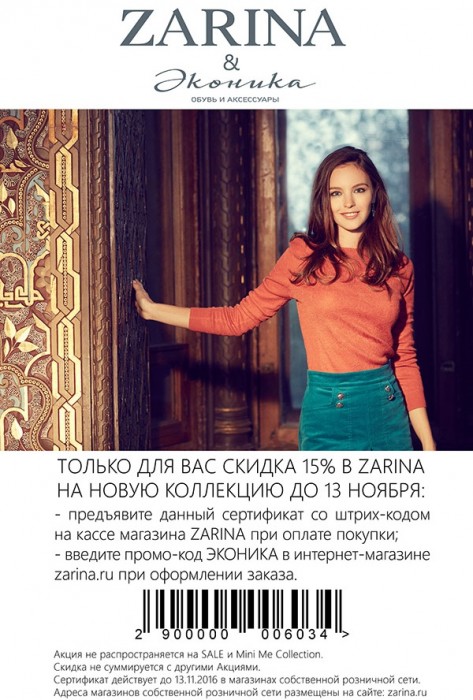 ZARINA
&
Эконика
ОБУВЬ И АКСЕССУАРЫ
ТОЛЬКО ДЛЯ ВАС СКИДКА 15% В ZARINA
НА НОВУЮ КОЛЛЕКЦИЮ ДО 13 НОЯБРЯ:
- предъявите данный сертификат со штрих-кодом
на кассе магазина ZARINA при оплате покупки;
- введите промо-код ЭКОНИКА в интернет-магазине
zarina.ru при оформлении заказа.
2 900000 006034 >
Акция не распространяется на SALE и Mini Me Collection.
Скидка не суммируется с другими Акциями.
Сертификат действует до 13.11.2016 в магазинах собственной розничной сети.
Адреса магазинов собственной розничной сети размещены на сайте: zarina.ru